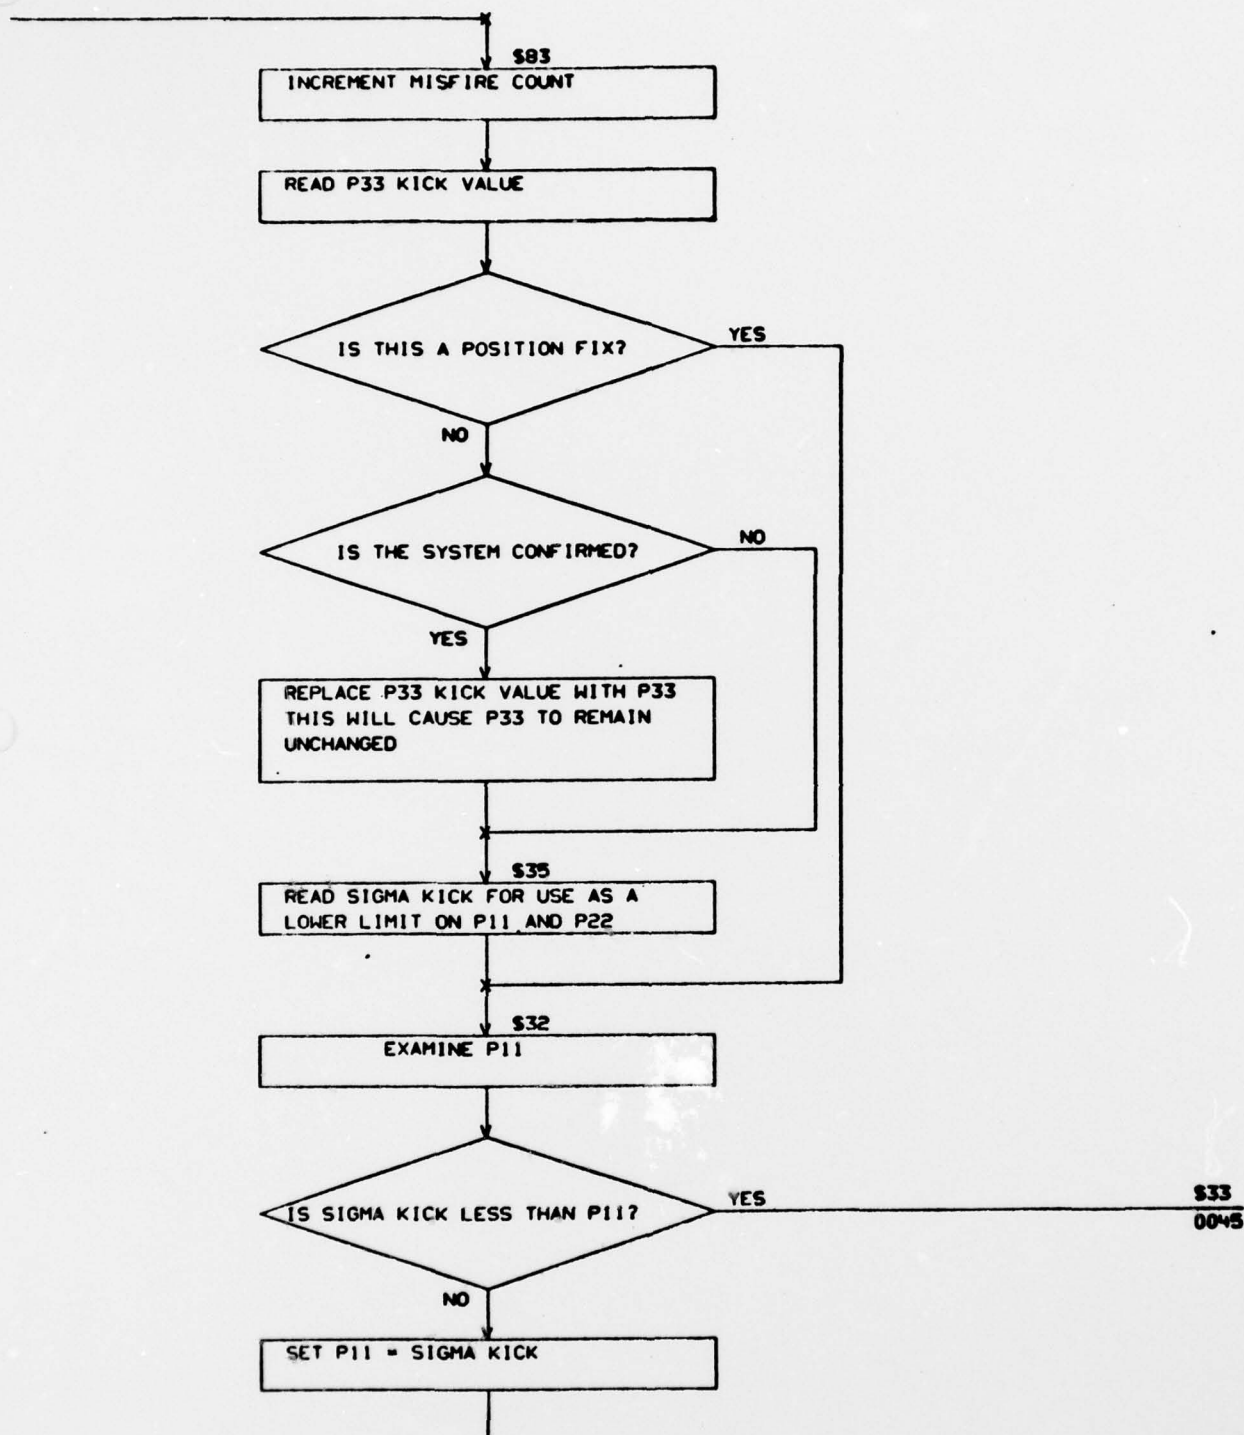 $83
INCREMENT MISFIRE COUNT
READ P33 KICK VALUE
IS THIS A POSITION FIX?
YES
NO
IS THE SYSTEM CONFIRMED?
NO
YES
REPLACE P33 KICK VALUE WITH P33
THIS WILL CAUSE P33 TO REMAIN
UNCHANGED
$35
READ SIGMA KICK FOR USE AS A
LOWER LIMIT ON P11 AND P22
$32
EXAMINE P11
IS SIGMA KICK LESS THAN P11?
YES
$33
0045
NO
SET P11 = SIGMA KICK